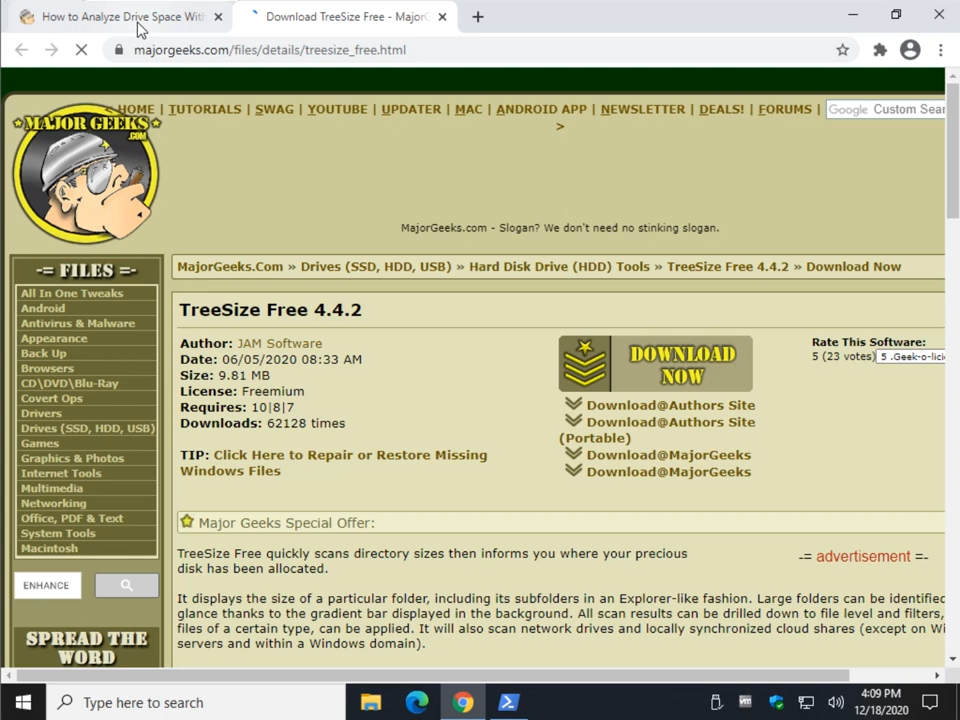 How to Analyze Drive Space With
Download TreeSize Free - MajorG
majorgeeks.com/files/details/treesize_free.html
HOME | TUTORIALS | SWAG | YOUTUBE | UPDATER | MAC | ANDROID APP | NEWSLETTER | DEALS! | FORUMS |
>
Google Custom Sear
MAJOR GEEKS
.COM
MajorGeeks.com - Slogan? We don't need no stinking slogan.
-= FILES =-
All In One Tweaks
Android
Antivirus & Malware
Appearance
Back Up
Browsers
CD\DVD\Blu-Ray
Covert Ops
Drivers
Drives (SSD, HDD, USB)
Games
Graphics & Photos
Internet Tools
Multimedia
Networking
Office, PDF & Text
System Tools
Macintosh
ENHANCE
SPREAD THE
WORD
MajorGeeks.Com » Drives (SSD, HDD, USB) » Hard Disk Drive (HDD) Tools » TreeSize Free 4.4.2 » Download Now
TreeSize Free 4.4.2
Author: JAM Software
Date: 06/05/2020 08:33 AM
Size: 9.81 MB
License: Freemium
Requires: 10|8|7
Downloads: 62128 times
TIP: Click Here to Repair or Restore Missing
Windows Files
DOWNLOAD
NOW
Download@Authors Site
Download@Authors Site
(Portable)
Download@MajorGeeks
Download@MajorGeeks
Rate This Software:
5 (23 votes) 5 .Geek-o-lici
Major Geeks Special Offer:
TreeSize Free quickly scans directory sizes then informs you where your precious
disk has been allocated.
-= advertisement =-
It displays the size of a particular folder, including its subfolders in an Explorer-like fashion. Large folders can be identified
glance thanks to the gradient bar displayed in the background. All scan results can be drilled down to file level and filters,
files of a certain type, can be applied. It will also scan network drives and locally synchronized cloud shares (except on Wi
servers and within a Windows domain).
Type here to search
vm
4:09 PM
12/18/2020